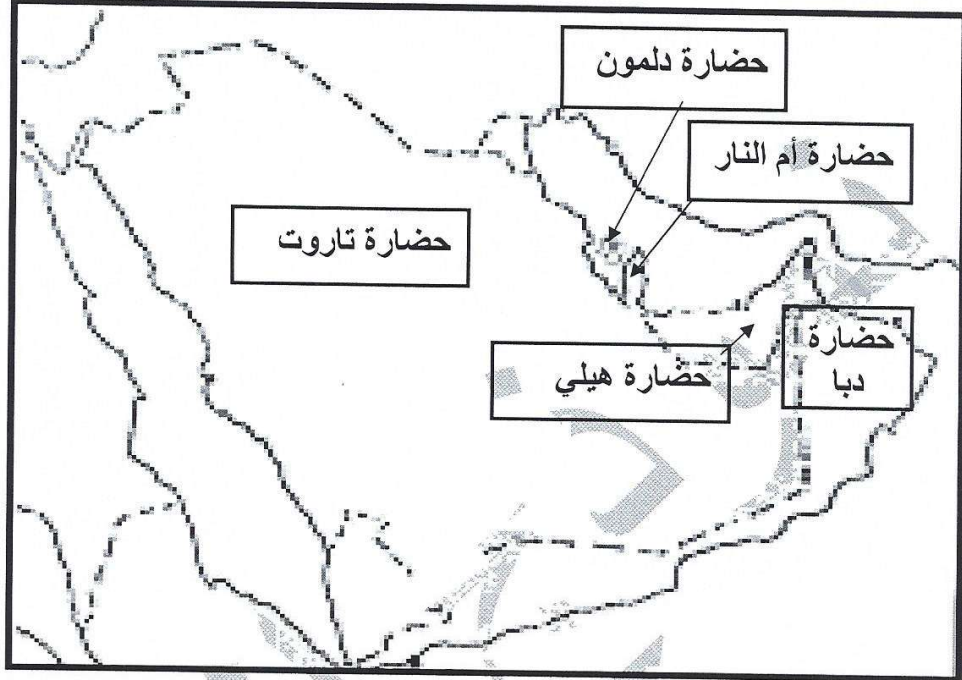 حضارة دلمون
حضارة أم النار
حضارة تاروت
حضارة هيلي
حضارة
دبا